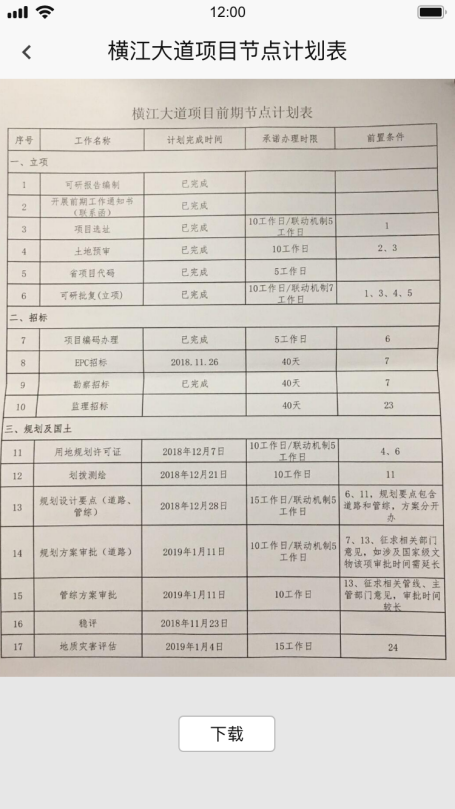 12:00
横江大道项目节点计划表
横江大道项目前期节点计划表
序号 工作名称 计划完成时间 承诺办理时限 前置条件
一、立项
1 可研报告编制 已完成
2 开展前期工作通知书（联系函） 已完成
3 项目选址 已完成 10工作日/联动机制5工作日 1
4 土地预审 已完成 10工作日 2、3
5 省项目代码 已完成 5工作日
6 可研批复(立项) 已完成 10工作日/联动机制7工作日 1、3、4、5
二、招标
7 项目编码办理 已完成 5工作日 6
8 EPC招标 2018.11.26 40天 7
9 勘察招标 已完成 40天 7
10 监理招标 40天 23
三、规划及国土
11 用地规划许可证 2018年12月7日 10工作日/联动机制5工作日 4、6
12 划拨测绘 2018年12月21日 10工作日 11
13 规划设计要点（道路、管综） 2018年12月28日 15工作日/联动机制5工作日 6、11，规划要点包含道路和管综，方案分开办
14 规划方案审批（道路） 2019年1月11日 10工作日/联动机制5工作日 7、13、征求相关部门意见，如涉及国家级文物该项审批时间需延长
15 管综方案审批 2019年1月11日 10工作日 13、征求相关管线、主管部门意见，审批时间较长
16 稳评 2018年11月23日
17 地质灾害评估 2019年1月4日 15工作日 24
下载